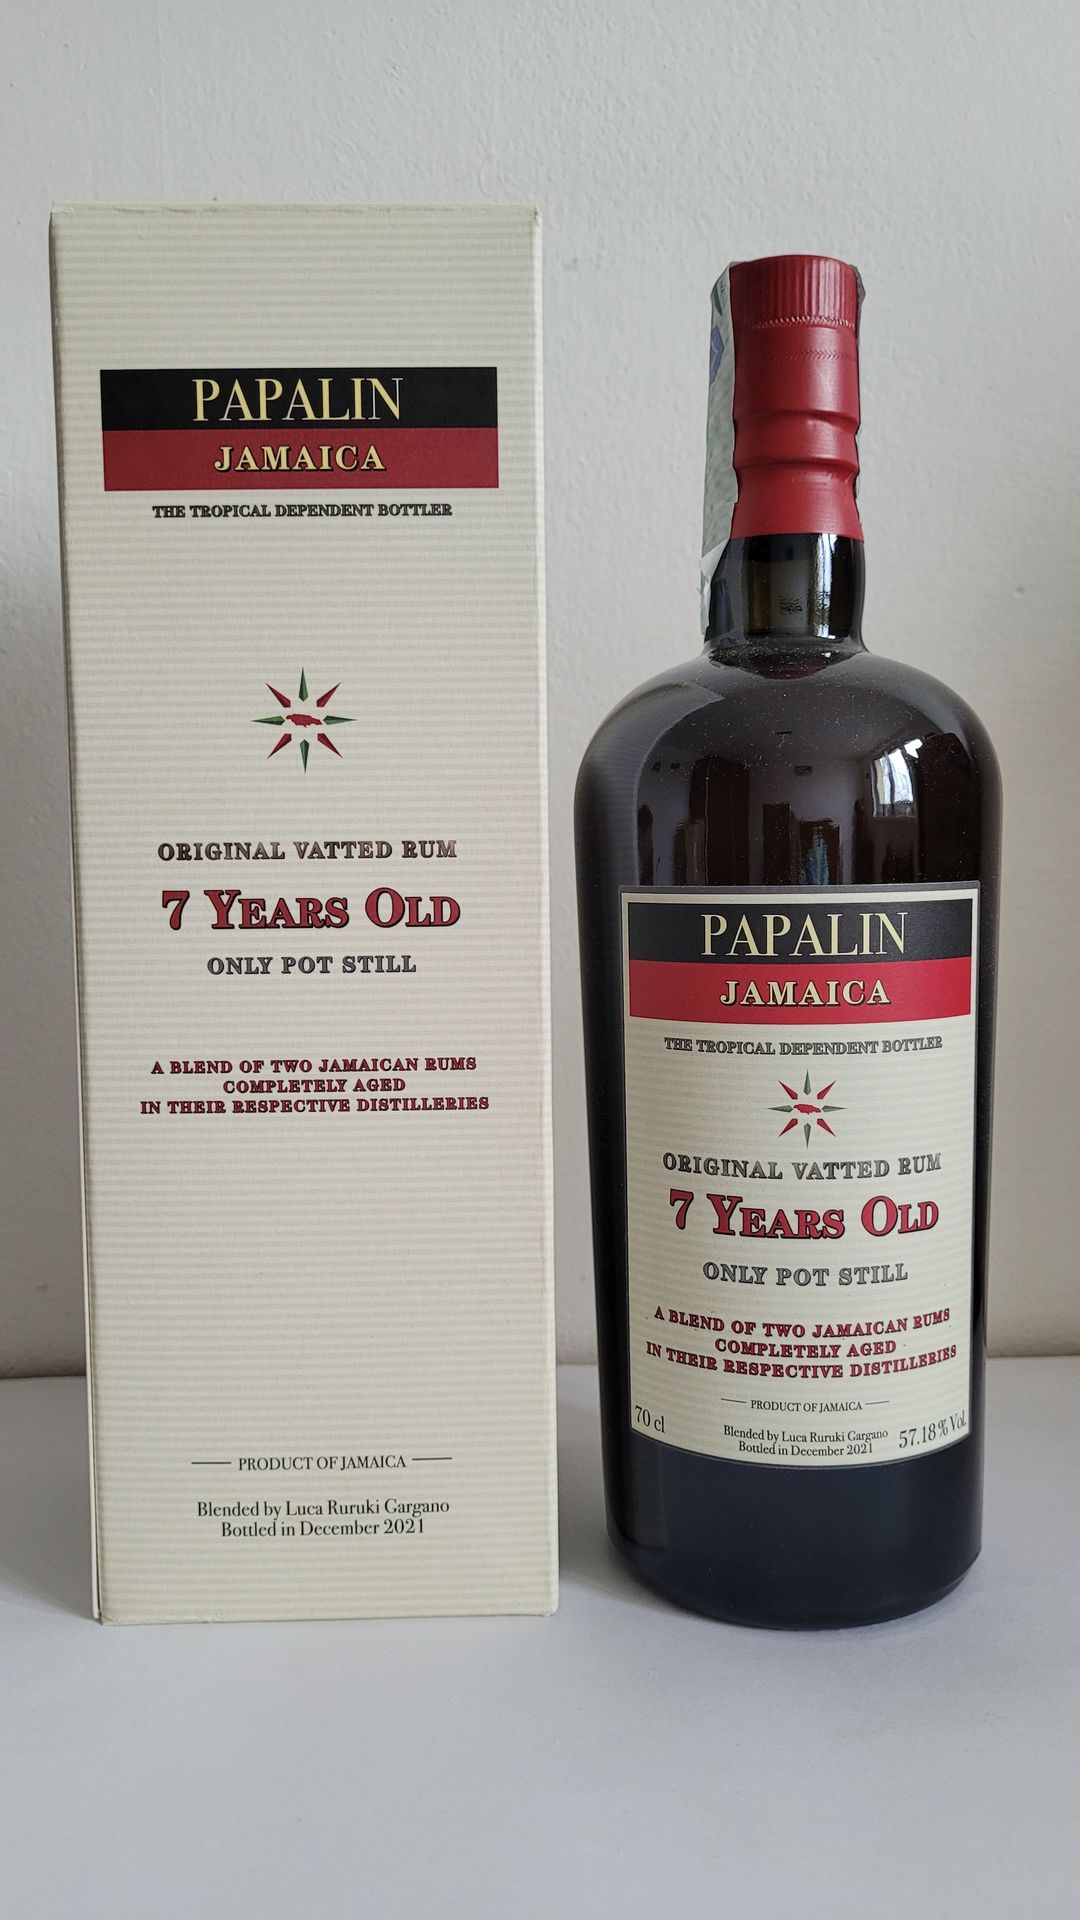 PAPALIN
JAMAICA
THE TROPICAL DEPENDENT BOTTLER
ORIGINAL VATTED RUM
7 YEARS OLD
ONLY POT STILL
A BLEND OF TWO JAMAICAN RUMS
COMPLETELY AGED
IN THEIR RESPECTIVE DISTILLERIES
PRODUCT OF JAMAICA
Blended by Luca Ruruki Gargano
Bottled in December 2021
PAPALIN
JAMAICA
THE TROPICAL DEPENDENT BOTTLER
ORIGINAL VATTED RUM
7 YEARS OLD
ONLY POT STILL
A BLEND OF TWO JAMAICAN RUMS
COMPLETELY AGED
IN THEIR RESPECTIVE DISTILLERIES
PRODUCT OF JAMAICA
70 cl
Blended by Luca Ruruki Gargano
Bottled in December 2021
57.18% Vol.